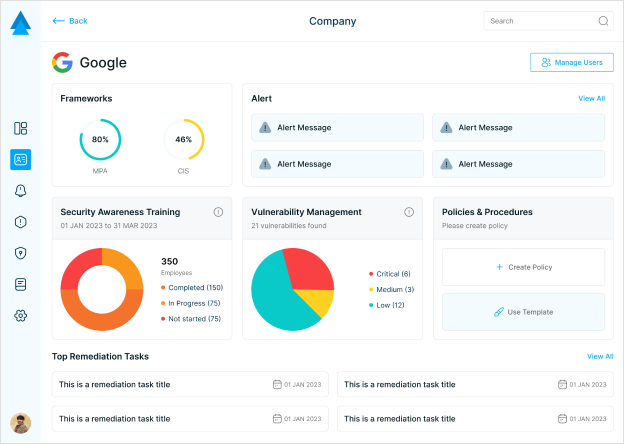 Back
Company
Search
Google
Manage Users
Frameworks
80%
MPA
46%
CIS
Alert
View All
Alert Message
Alert Message
Alert Message
Alert Message
Security Awareness Training
01 JAN 2023 to 31 MAR 2023
350
Employees
Completed (150)
In Progress (75)
Not started (75)
Vulnerability Management
21 vulnerabilities found
Critical (6)
Medium (3)
Low (12)
Policies & Procedures
Please create policy
Create Policy
Use Template
Top Remediation Tasks
View All
This is a remediation task title
01 JAN 2023
This is a remediation task title
01 JAN 2023
This is a remediation task title
01 JAN 2023
This is a remediation task title
01 JAN 2023